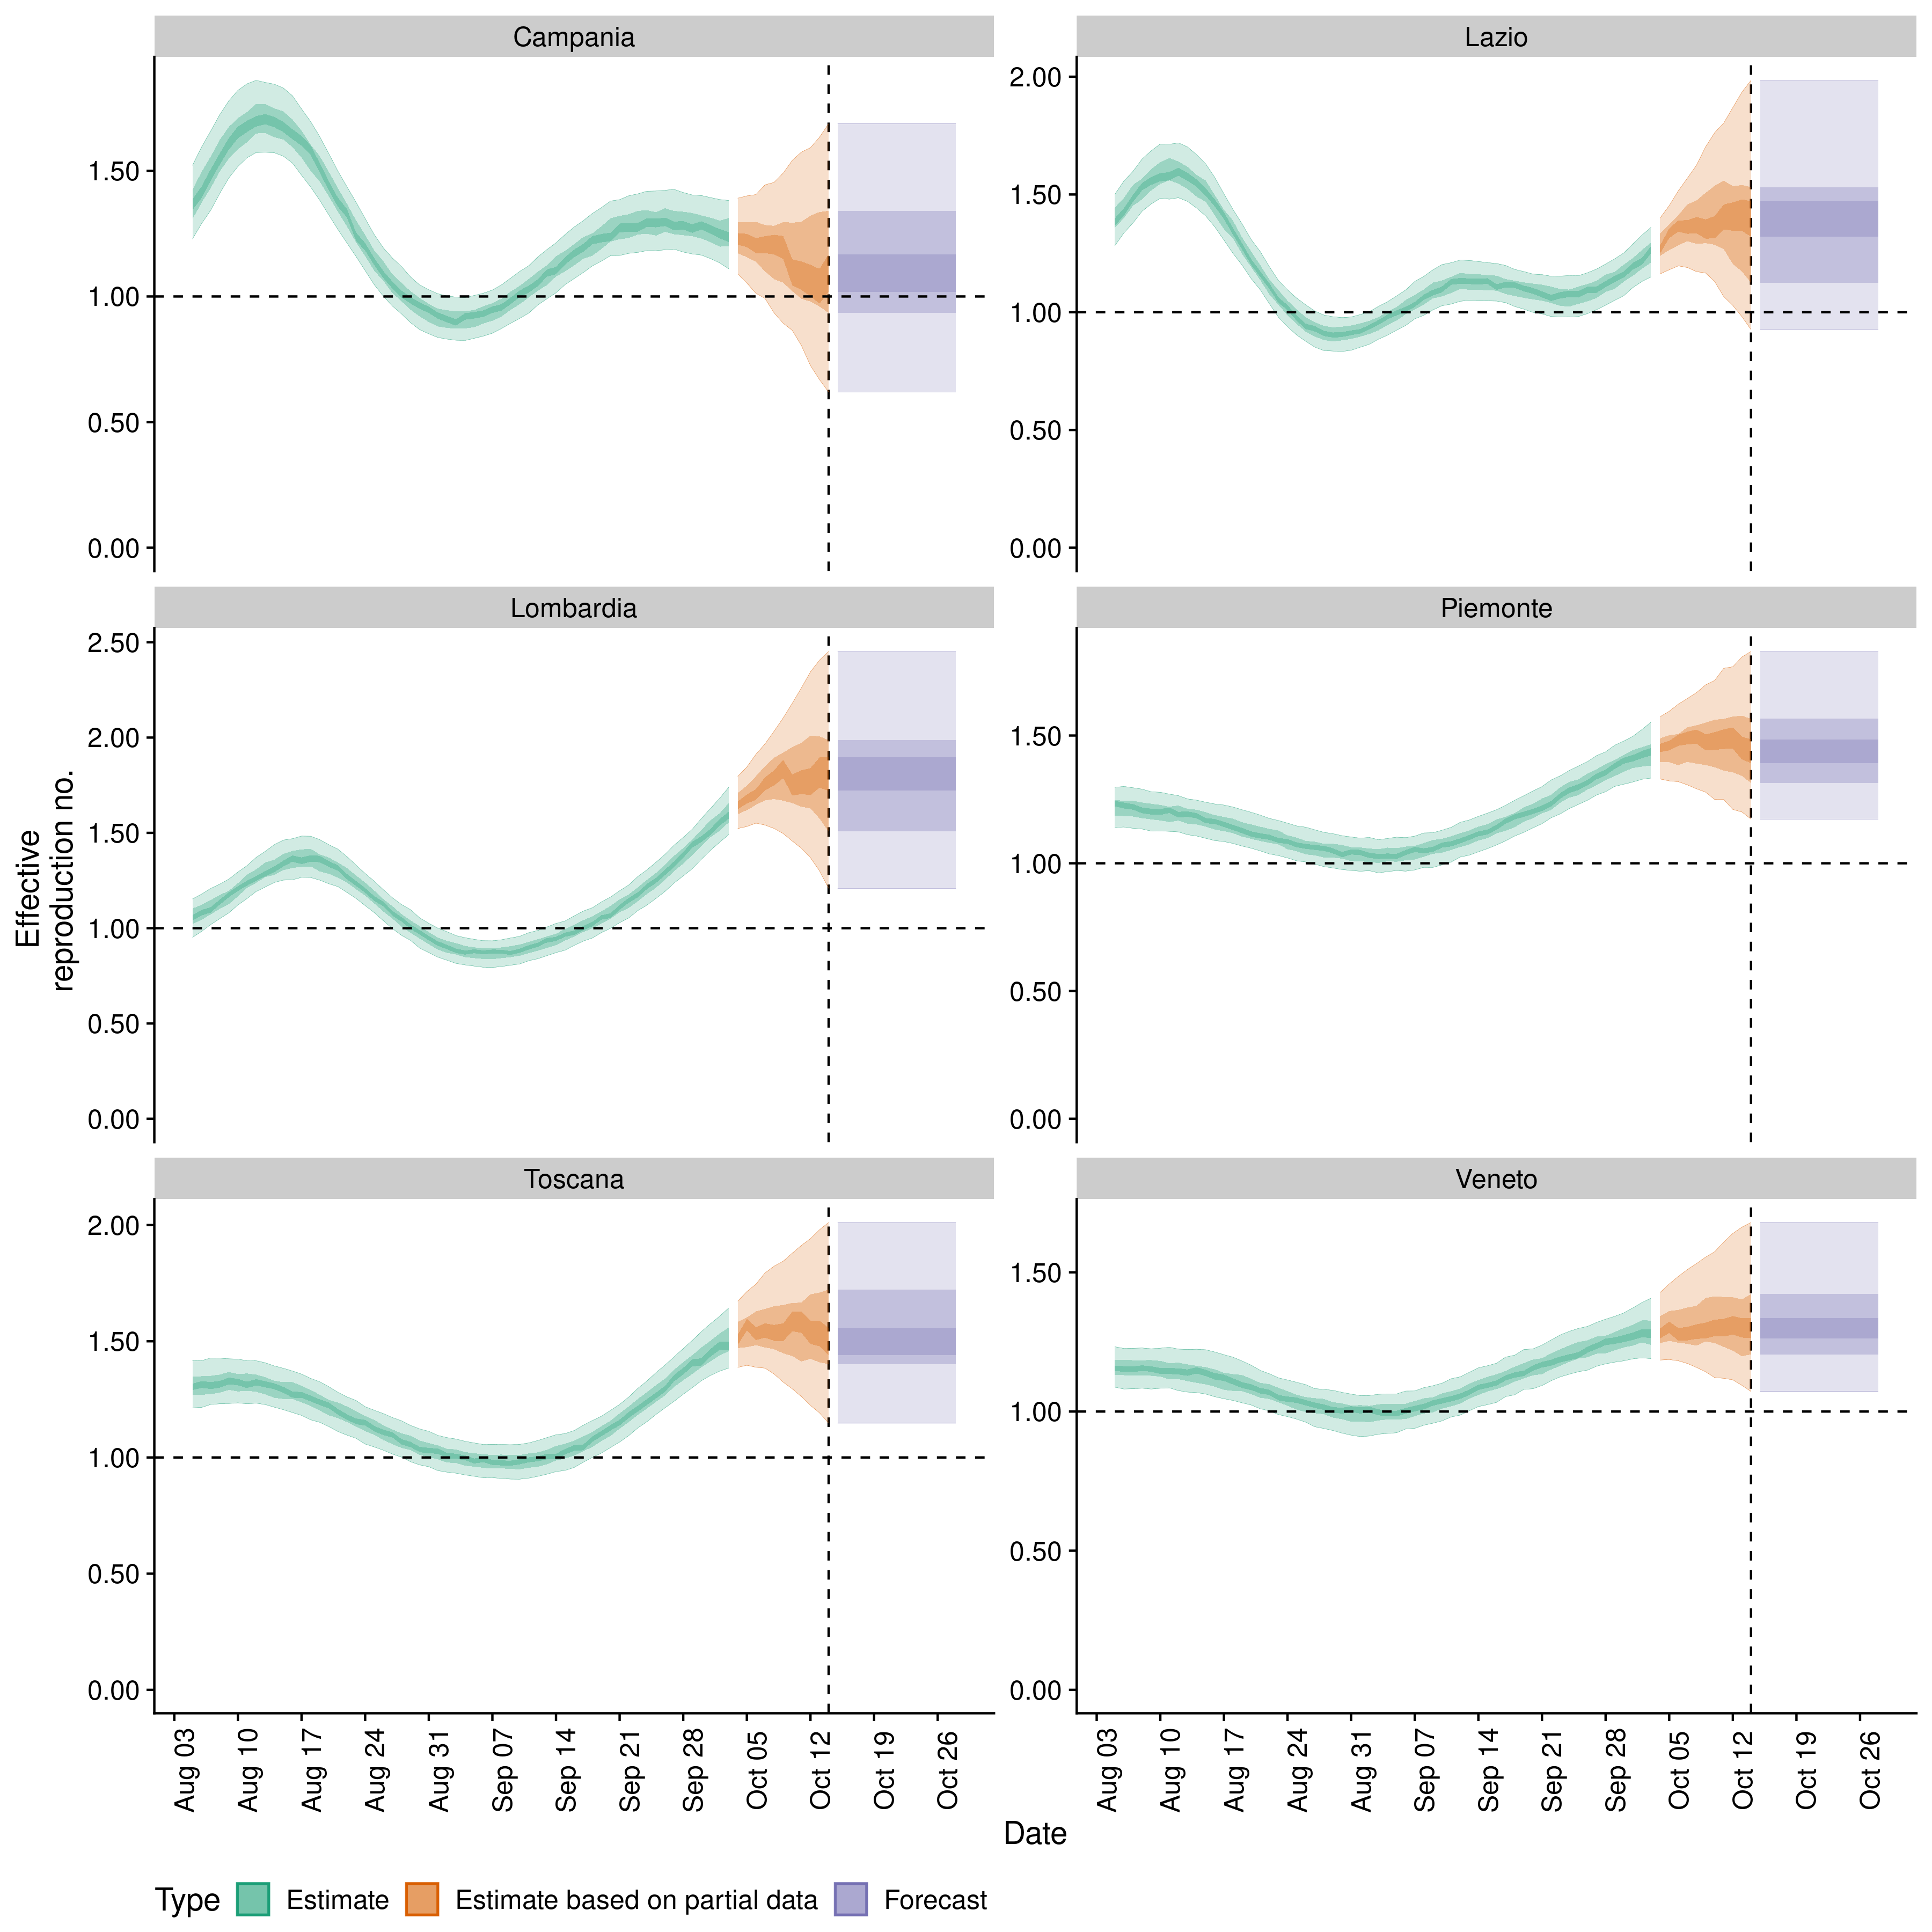 Campania
Lazio
1.50
1.00
0.50
0.00
2.00
1.50
1.00
0.50
0.00
Lombardia
Piemonte
2.50
2.00
1.50
1.00
0.50
0.00
1.50
1.00
0.50
0.00
Effective
reproduction no.
Toscana
Veneto
2.00
1.50
1.00
0.50
0.00
1.50
1.00
0.50
0.00
Aug 03
Aug 10
Aug 17
Aug 24
Aug 31
Sep 07
Sep 14
Sep 21
Sep 28
Oct 05
Oct 12
Oct 19
Oct 26
Aug 03
Aug 10
Aug 17
Aug 24
Aug 31
Sep 07
Sep 14
Sep 21
Sep 28
Oct 05
Oct 12
Oct 19
Oct 26
Date
Type Estimate Estimate based on partial data Forecast